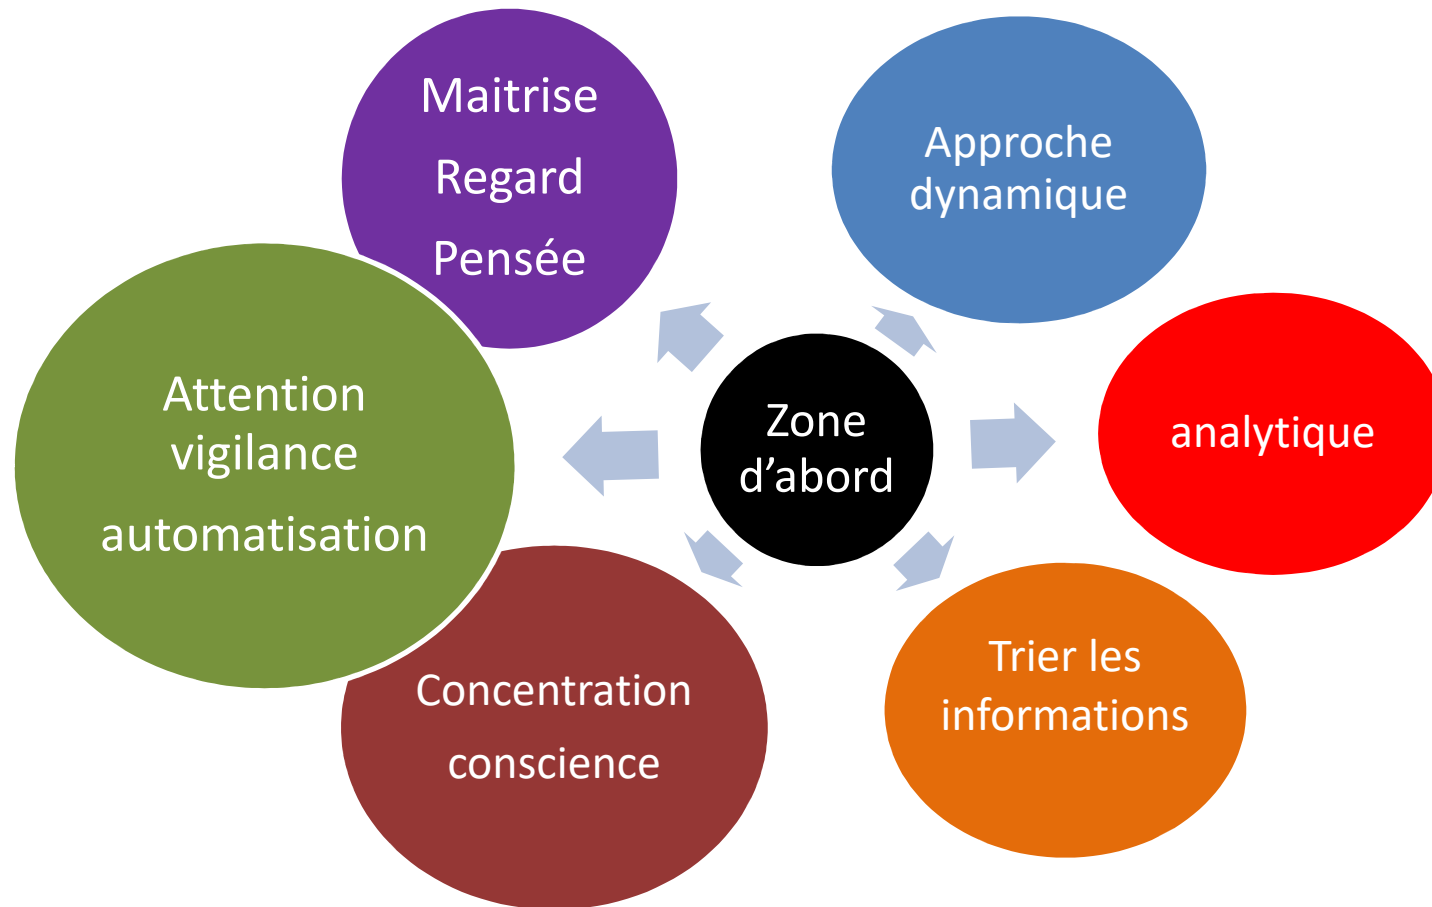 Maitrise
Regard
Pensée
Approche
dynamique
Attention
vigilance
automatisation
Zone
d’abord
analytique
Concentration
conscience
Trier les
informations